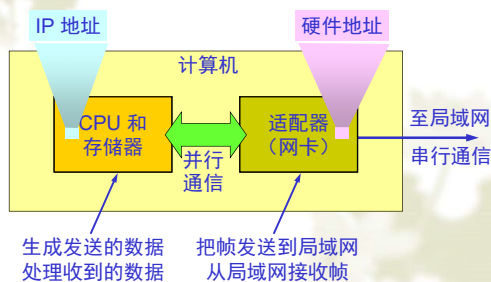 IP 地址
硬件地址
计算机
CPU 和
存储器
并行
通信
适配器
（网卡）
至局域网
串行通信
生成发送的数据
处理收到的数据
把帧发送到局域网
从局域网接收帧